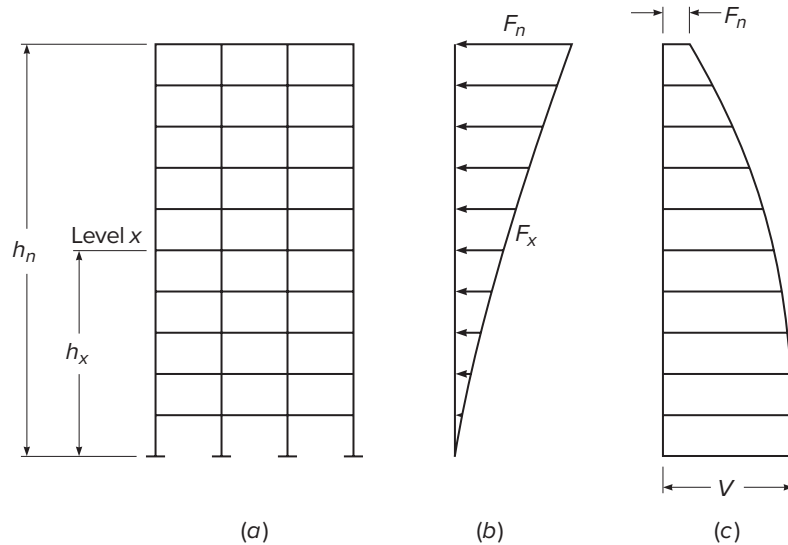 F_n
F_n
Level x
h_n
F_x
h_x
V
(a)
(b)
(c)